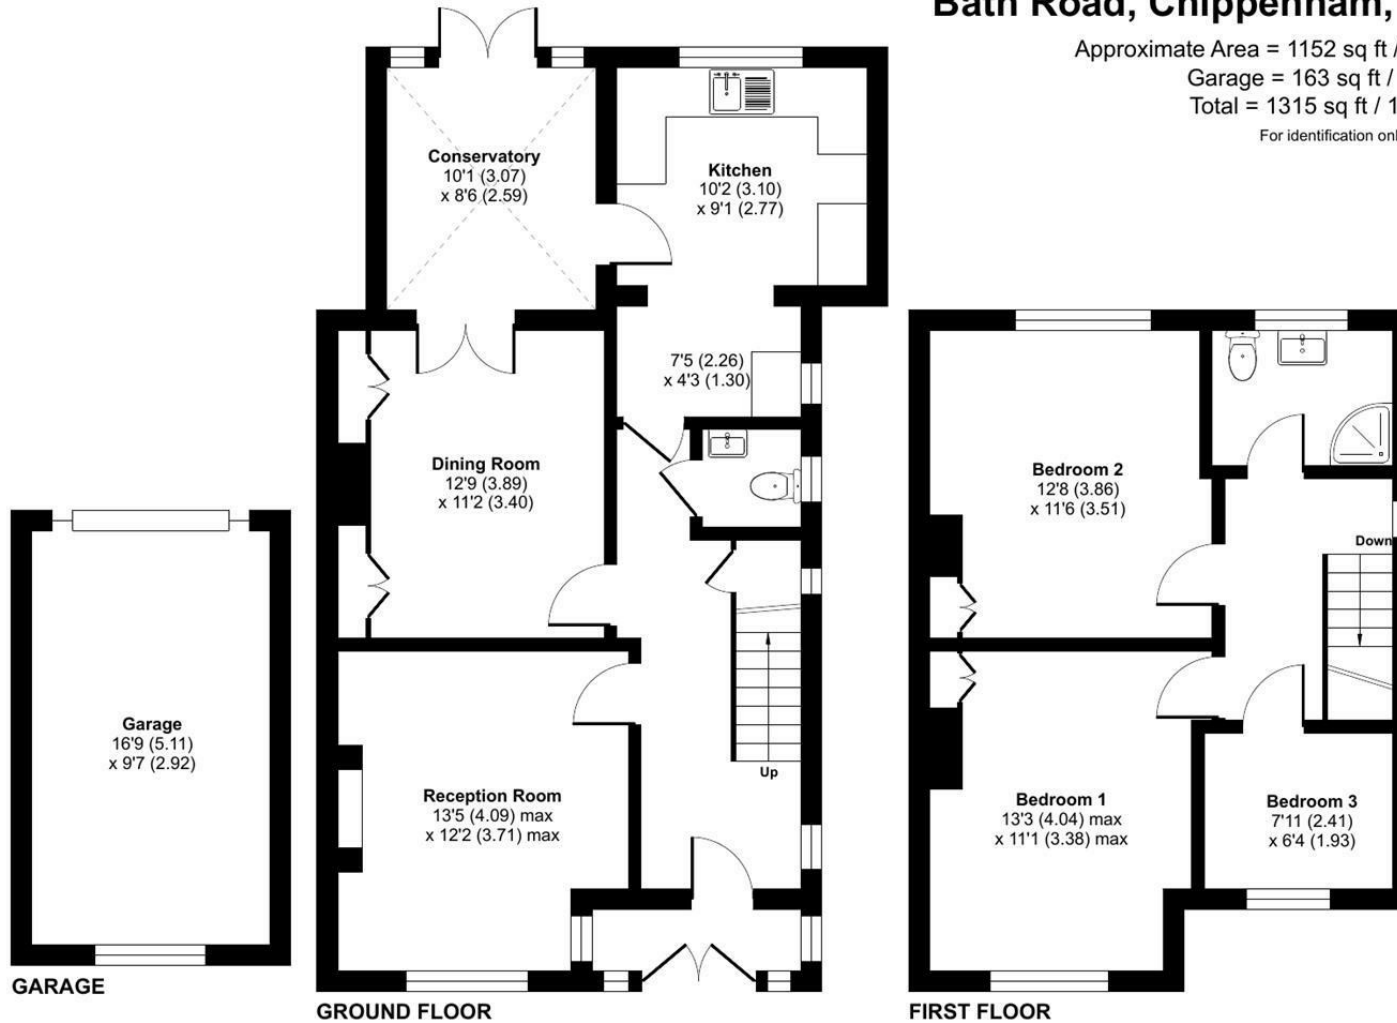 Bath Road, Chippenham,
Approximate Area = 1152 sq ft /
Garage = 163 sq ft /
Total = 1315 sq ft / 1
For identification onl
Conservatory
10'1 (3.07)
x 8'6 (2.59)
Kitchen
10'2 (3.10)
x 9'1 (2.77)
7'5 (2.26)
x 4'3 (1.30)
Dining Room
12'9 (3.89)
x 11'2 (3.40)
Bedroom 2
12'8 (3.86)
x 11'6 (3.51)
Down
Garage
16'9 (5.11)
x 9'7 (2.92)
Up
Reception Room
13'5 (4.09) max
x 12'2 (3.71) max
Bedroom 1
13'3 (4.04) max
x 11'1 (3.38) max
Bedroom 3
7'11 (2.41)
x 6'4 (1.93)
GARAGE
GROUND FLOOR
FIRST FLOOR